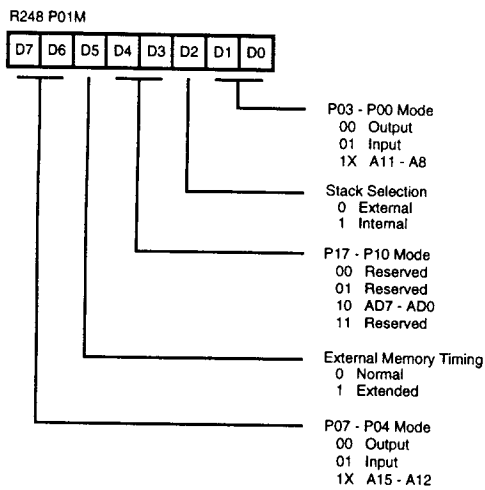 R248 P01M
D7 D6 D5 D4 D3 D2 D1 D0
P03 - P00 Mode
00 Output
01 Input
1X A11 - A8
Stack Selection
0 External
1 Internal
P17 - P10 Mode
00 Reserved
01 Reserved
10 AD7 - AD0
11 Reserved
External Memory Timing
0 Normal
1 Extended
P07 - P04 Mode
00 Output
01 Input
1X A15 - A12